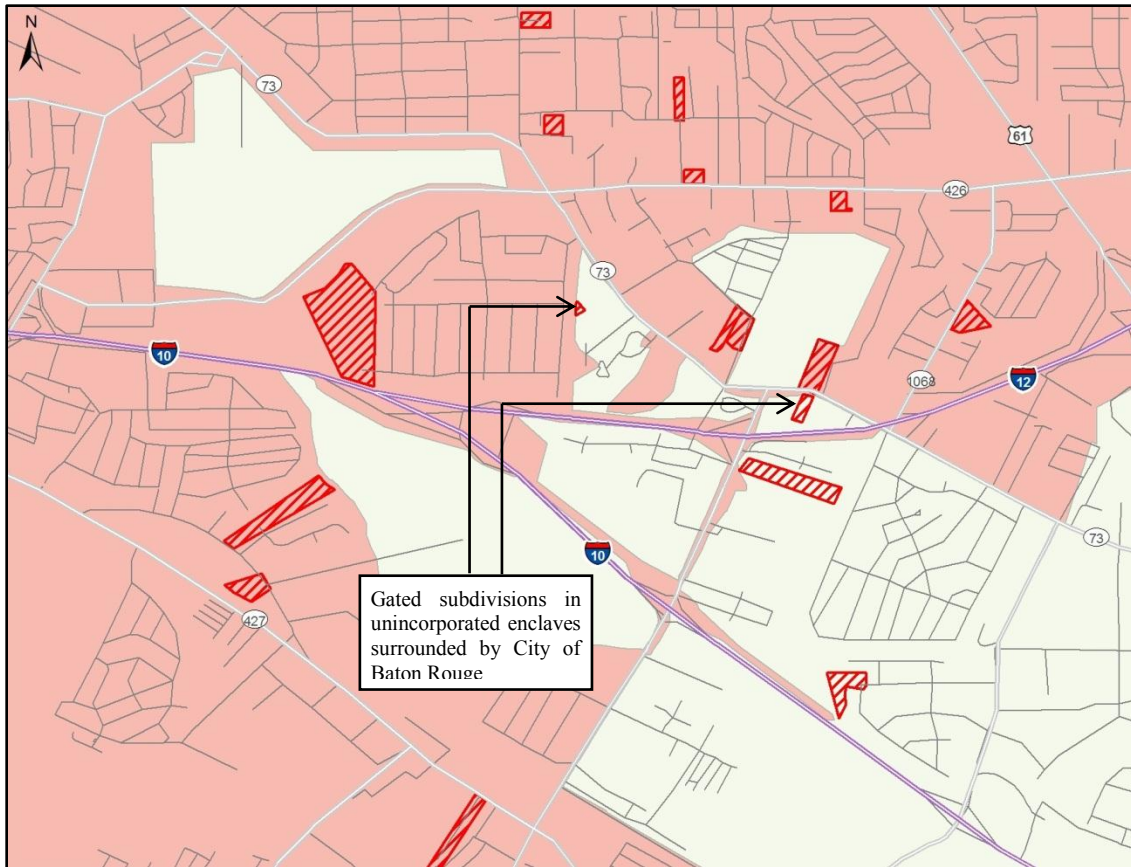 N
73
61
426
73
10
12
1068
73
10
427
Gated subdivisions in
unincorporated enclaves
surrounded by City of
Baton Rouge